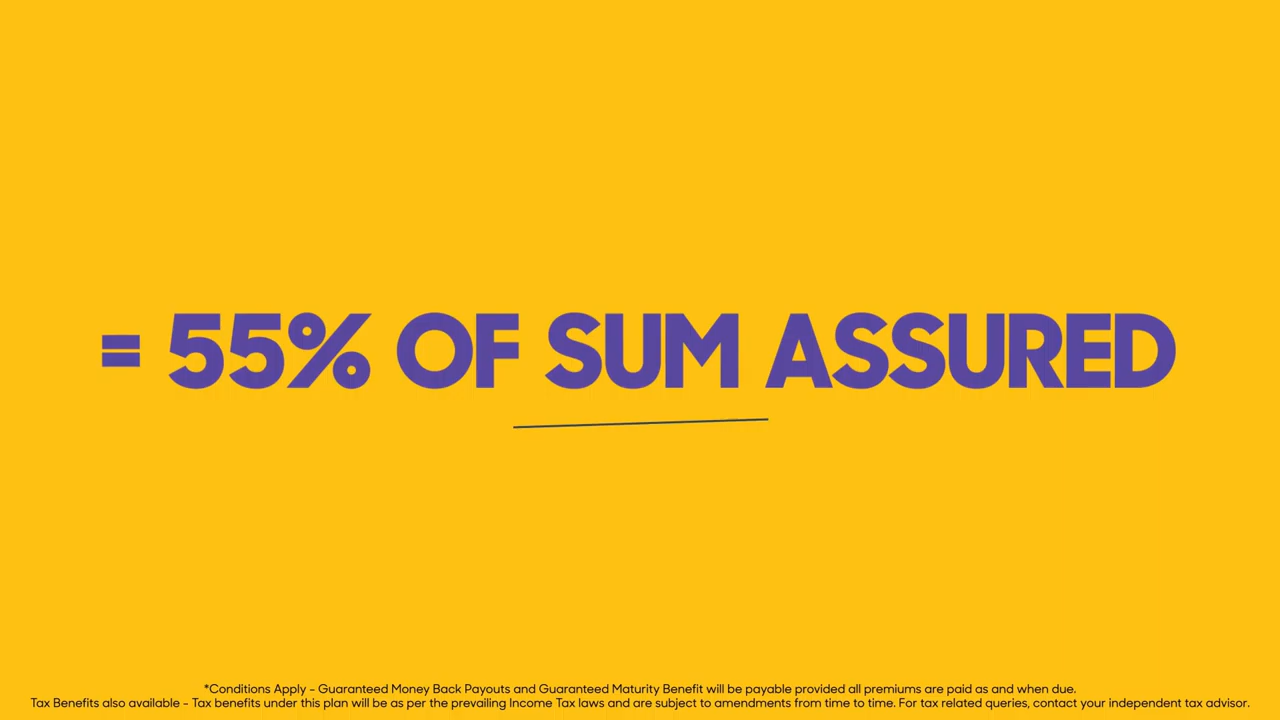 = 55% OF SUM ASSURED
*Conditions Apply - Guaranteed Money Back Payouts and Guaranteed Maturity Benefit will be payable provided all premiums are paid as and when due.
Tax Benefits also available - Tax benefits under this plan will be as per the prevailing Income Tax laws and are subject to amendments from time to time. For tax related queries, contact your independent tax advisor.